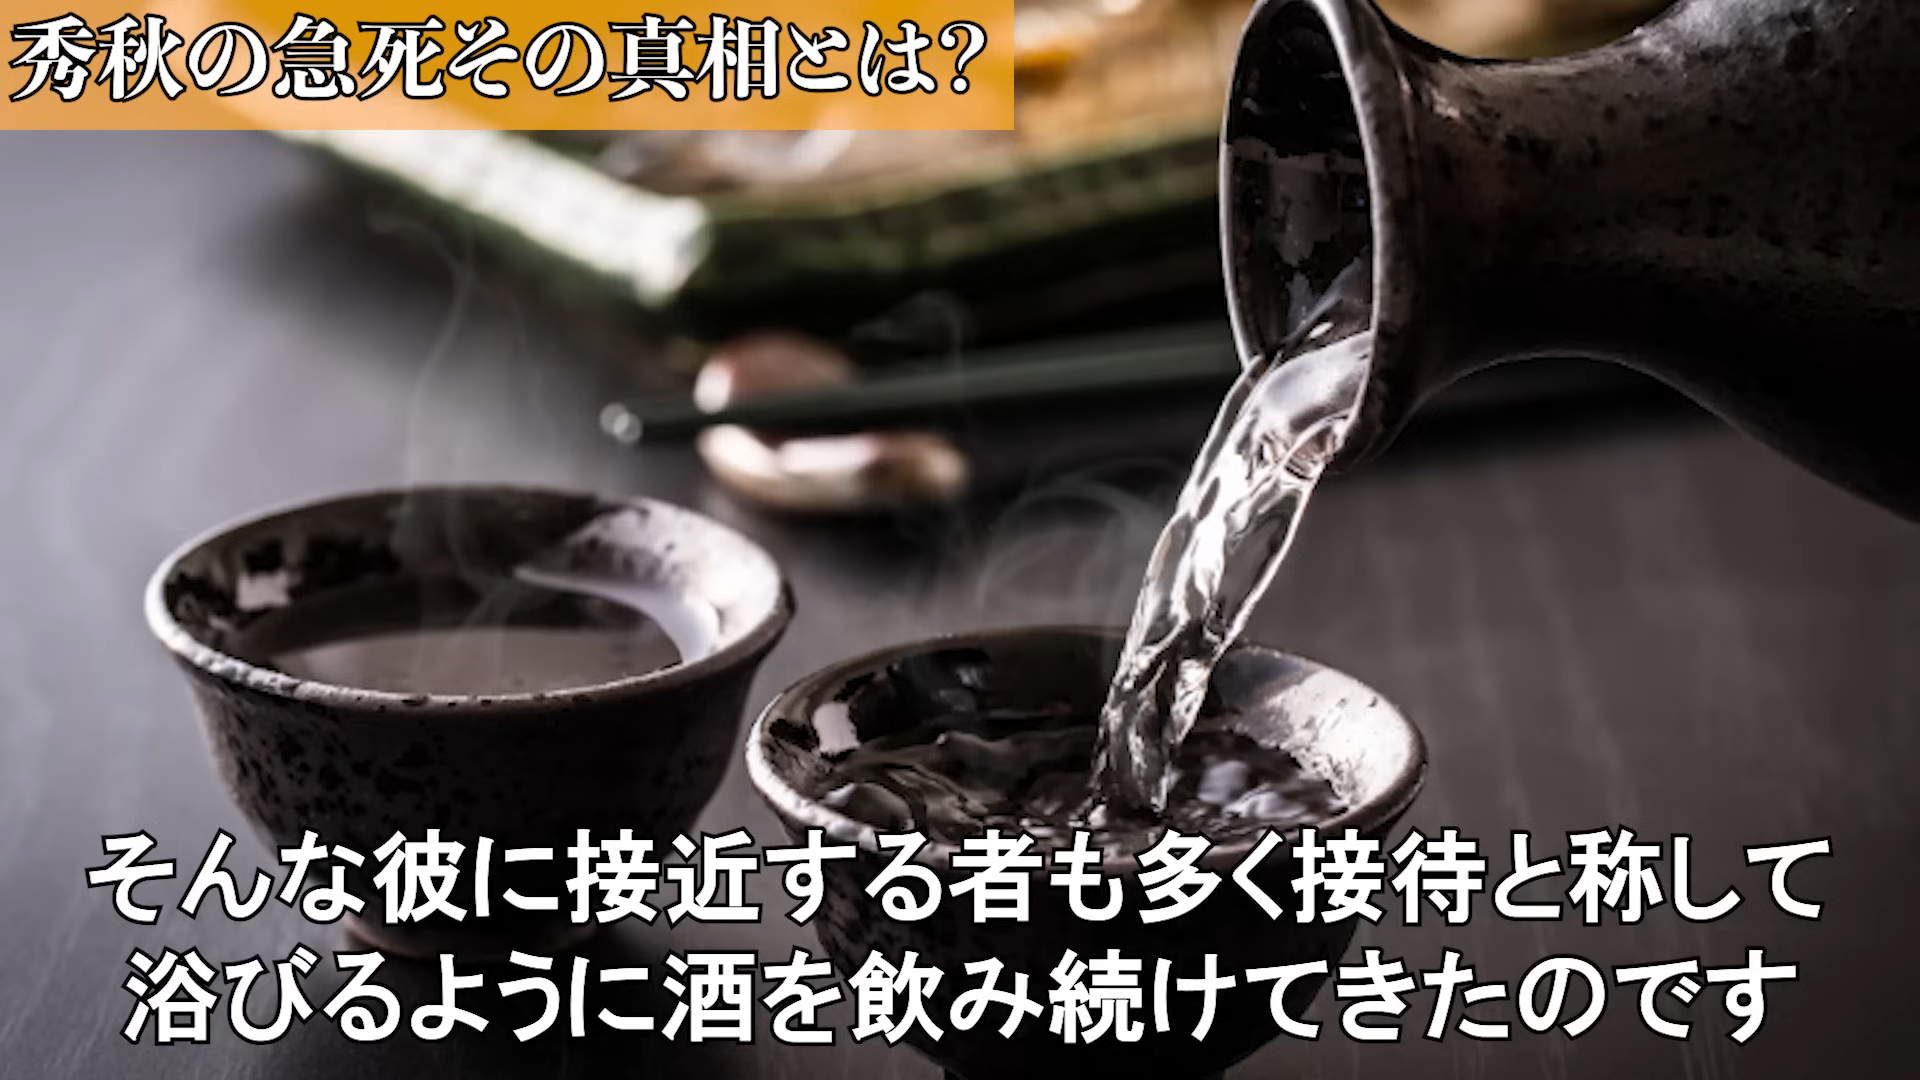 秀秋の急死その真相とは?
そんな彼に接近する者も多く接待と称して
浴びるように酒を飲み続けてきたのです